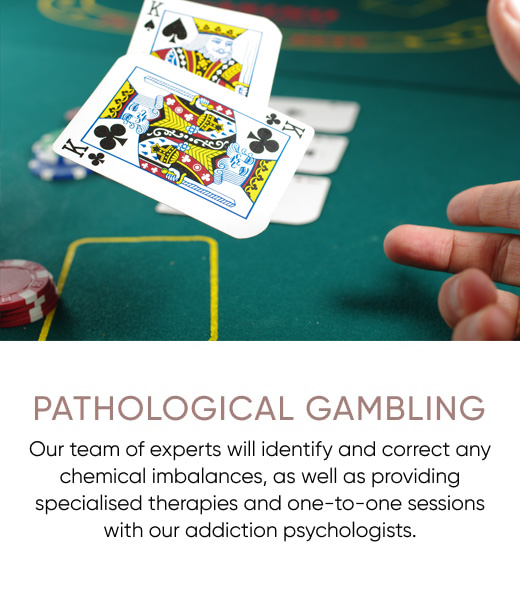 K
K
K
PATHOLOGICAL GAMBLING
Our team of experts will identify and correct any
chemical imbalances, as well as providing
specialised therapies and one-to-one sessions
with our addiction psychologists.